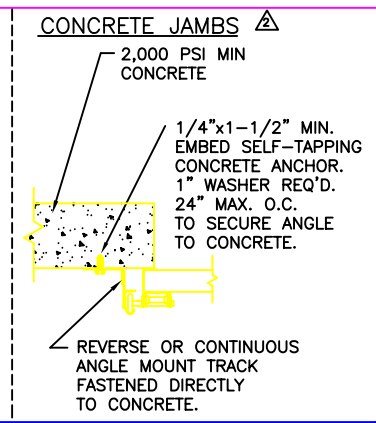 CONCRETE JAMBS 2
2,000 PSI MIN
CONCRETE
1/4"x1-1/2" MIN.
EMBED SELF-TAPPING
CONCRETE ANCHOR.
1" WASHER REQ'D.
24" MAX. O.C.
TO SECURE ANGLE
TO CONCRETE.
REVERSE OR CONTINUOUS
ANGLE MOUNT TRACK
FASTENED DIRECTLY
TO CONCRETE.